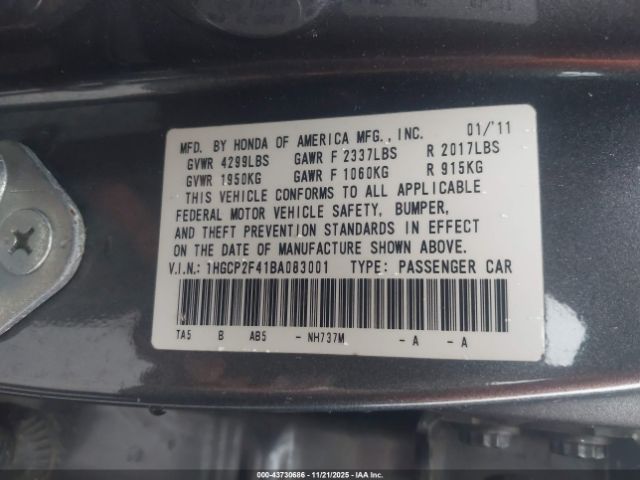 MFD. BY HONDA OF AMERICA MFG., INC. 01/'11
GVWR 4299LBS GAWR F 2337LBS R 2017LBS
GVWR 1950KG GAWR F 1060KG R 915KG
THIS VEHICLE CONFORMS TO ALL APPLICABLE
FEDERAL MOTOR VEHICLE SAFETY, BUMPER,
AND THEFT PREVENTION STANDARDS IN EFFECT
ON THE DATE OF MANUFACTURE SHOWN ABOVE.
V.I.N.: 1HGCP2F41BA083001 TYPE: PASSENGER CAR
TA5 B AB5 - NH737M - A - A
000-43730686 - 11/21/2025 - IAA Inc.